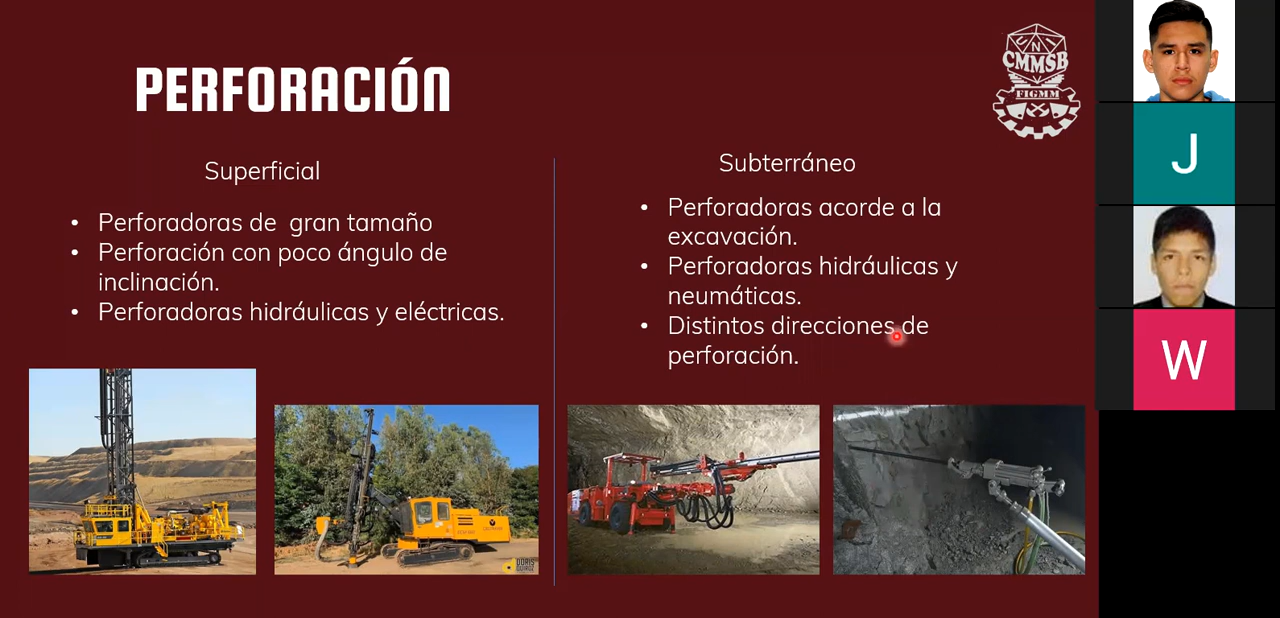 PERFORACIÓN
UNI
CMMSB
FIGMM
Superficial
• Perforadoras de  gran tamaño
• Perforación con poco ángulo de
inclinación.
• Perforadoras hidráulicas y eléctricas.
Subterráneo
• Perforadoras acorde a la
excavación.
• Perforadoras hidráulicas y
neumáticas.
• Distintos direcciones de
perforación.
J
W